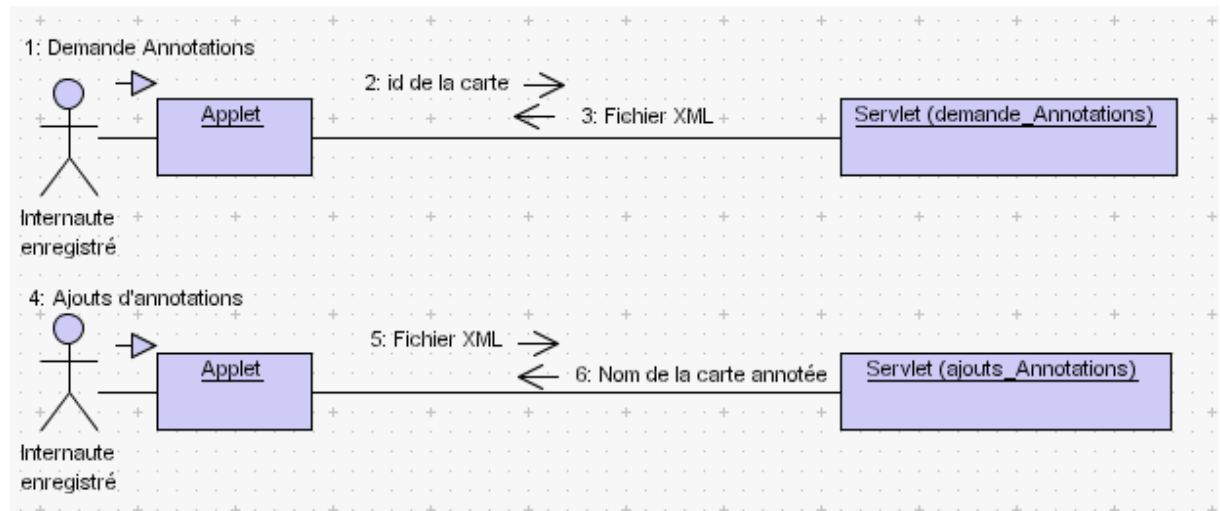 1: Demande Annotations
2: id de la carte
Applet
3: Fichier XML
Servlet (demande_Annotations)
Internaute
enregistré
4: Ajouts d'annotations
5: Fichier XML
Applet
6: Nom de la carte annotée
Servlet (ajouts_Annotations)
Internaute
enregistré